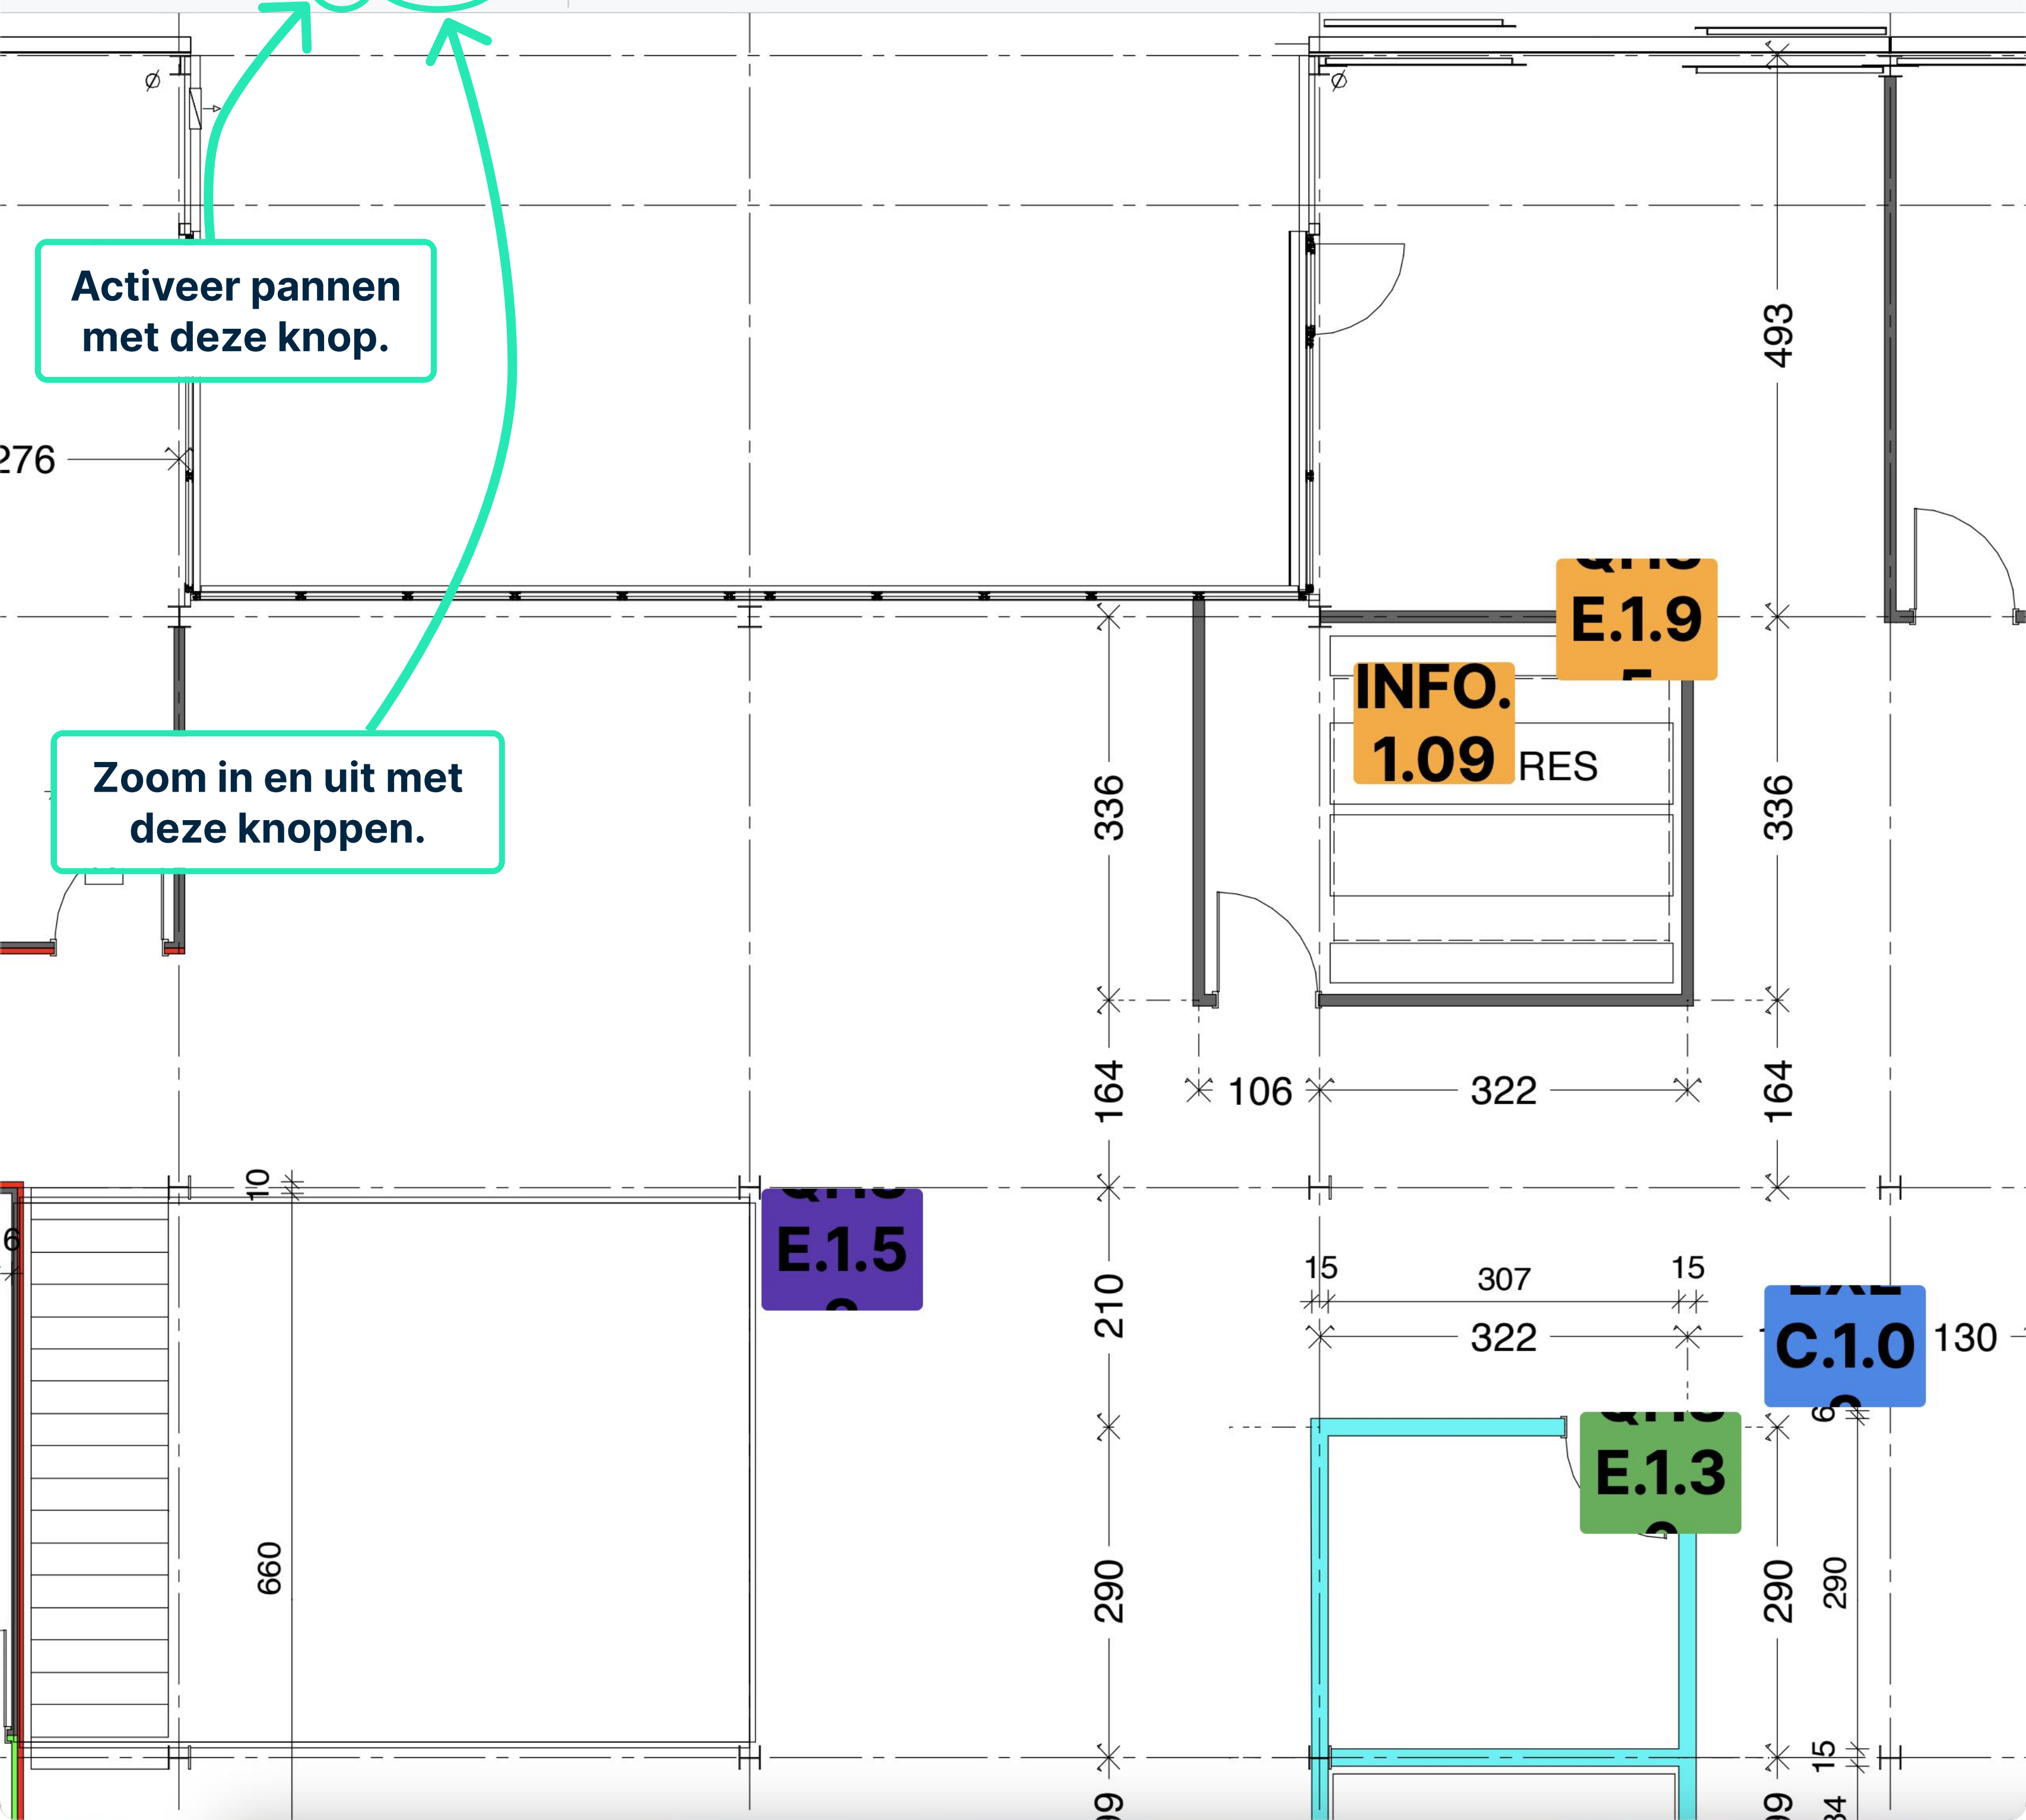 Activeer pannen
met deze knop.
276
493
E.1.9
INFO.
1.09
RES
Zoom in en uit met
deze knoppen.
336
336
164
106
322
164
10
6
E.1.5
210
15
307
15
322
C.1.0
130
6
E.1.3
660
290
290
290
15